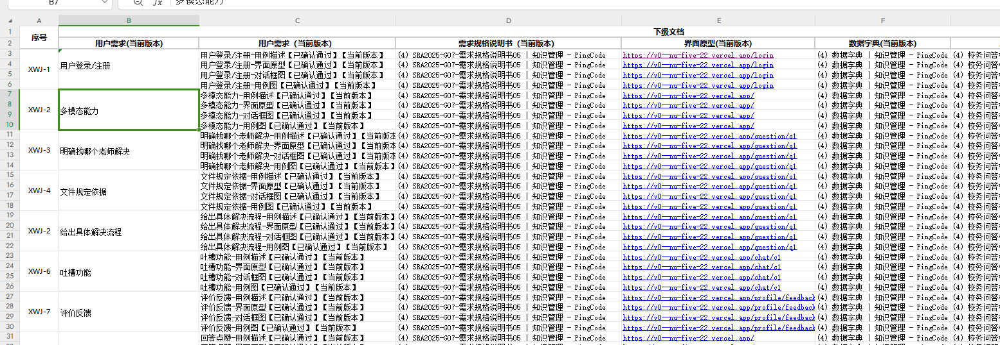 B7 fx 多模态能力
A B C D E F
1 序号 下级文档
2 用户需求(当前版本) 用户需求（当前版本) 需求规格说明书（当前版本) 界面原型(当前版本) 数据字典(当前版本)
3 XWJ-1 用户登录/注册 用户登录/注册-用例描述【已确认通过】【当前版本】 (4) SRA2025-G07-需求规格说明书05 | 知识管理 - PingCode https://v0--nu-five-22.vercel.app/login (4) 数据字典 | 知识管理 - PingCode (4) 校务问答
4 用户登录/注册-界面原型【已确认通过】【当前版本】 (4) SRA2025-G07-需求规格说明书05 | 知识管理 - PingCode https://v0--nu-five-22.vercel.app/login (4) 数据字典 | 知识管理 - PingCode (4) 校务问答
5 用户登录/注册-对话框图【已确认通过】【当前版本】 (4) SRA2025-G07-需求规格说明书05 | 知识管理 - PingCode https://v0--nu-five-22.vercel.app/login (4) 数据字典 | 知识管理 - PingCode (4) 校务问答
6 用户登录/注册-用例图【已确认通过】【当前版本】 (4) SRA2025-G07-需求规格说明书05 | 知识管理 - PingCode https://v0--nu-five-22.vercel.app/login (4) 数据字典 | 知识管理 - PingCode (4) 校务问答
7 XWJ-2 多模态能力 多模态能力-用例描述【已确认通过】【当前版本】 (4) SRA2025-G07-需求规格说明书05 | 知识管理 - PingCode https://v0--nu-five-22.vercel.app/ (4) 数据字典 | 知识管理 - PingCode (4) 校务问答
8 多模态能力-界面原型【已确认通过】【当前版本】 (4) SRA2025-G07-需求规格说明书05 | 知识管理 - PingCode https://v0--nu-five-22.vercel.app/ (4) 数据字典 | 知识管理 - PingCode (4) 校务问答
9 多模态能力-对话框图【已确认通过】【当前版本】 (4) SRA2025-G07-需求规格说明书05 | 知识管理 - PingCode https://v0--nu-five-22.vercel.app/ (4) 数据字典 | 知识管理 - PingCode (4) 校务问答
10 多模态能力-用例图【已确认通过】【当前版本】 (4) SRA2025-G07-需求规格说明书05 | 知识管理 - PingCode https://v0--nu-five-22.vercel.app/ (4) 数据字典 | 知识管理 - PingCode (4) 校务问答
11 XWJ-3 明确找哪个老师解决 明确找哪个老师解决-用例描述【已确认通过】【当前版本 (4) SRA2025-G07-需求规格说明书05 | 知识管理 - PingCode https://v0--nu-five-22.vercel.app/question/q1 (4) 数据字典 | 知识管理 - PingCode (4) 校务问答
12 明确找哪个老师解决-界面原型【已确认通过】【当前版本 (4) SRA2025-G07-需求规格说明书05 | 知识管理 - PingCode https://v0--nu-five-22.vercel.app/question/q1 (4) 数据字典 | 知识管理 - PingCode (4) 校务问答
13 明确找哪个老师解决-对话框图【已确认通过】【当前版本 (4) SRA2025-G07-需求规格说明书05 | 知识管理 - PingCode https://v0--nu-five-22.vercel.app/question/q1 (4) 数据字典 | 知识管理 - PingCode (4) 校务问答
14 明确找哪个老师解决-用例图【已确认通过】【当前版本】 (4) SRA2025-G07-需求规格说明书05 | 知识管理 - PingCode https://v0--nu-five-22.vercel.app/question/q1 (4) 数据字典 | 知识管理 - PingCode (4) 校务问答
15 XWJ-4 文件规定依据 文件规定依据-用例描述【已确认通过】【当前版本】 (4) SRA2025-G07-需求规格说明书05 | 知识管理 - PingCode https://v0--nu-five-22.vercel.app/question/q1 (4) 数据字典 | 知识管理 - PingCode (4) 校务问答
16 文件规定依据-界面原型【已确认通过】【当前版本】 (4) SRA2025-G07-需求规格说明书05 | 知识管理 - PingCode https://v0--nu-five-22.vercel.app/question/q1 (4) 数据字典 | 知识管理 - PingCode (4) 校务问答
17 文件规定依据-对话框图【已确认通过】【当前版本】 (4) SRA2025-G07-需求规格说明书05 | 知识管理 - PingCode https://v0--nu-five-22.vercel.app/question/q1 (4) 数据字典 | 知识管理 - PingCode (4) 校务问答
18 文件规定依据-用例图【已确认通过】【当前版本】 (4) SRA2025-G07-需求规格说明书05 | 知识管理 - PingCode https://v0--nu-five-22.vercel.app/question/q1 (4) 数据字典 | 知识管理 - PingCode (4) 校务问答
19 XWJ-2 给出具体解决流程 给出具体解决流程-用例描述【已确认通过】【当前版本】 (4) SRA2025-G07-需求规格说明书05 | 知识管理 - PingCode https://v0--nu-five-22.vercel.app/question/q1 (4) 数据字典 | 知识管理 - PingCode (4) 校务问答
20 给出具体解决流程-界面原型【已确认通过】【当前版本】 (4) SRA2025-G07-需求规格说明书05 | 知识管理 - PingCode https://v0--nu-five-22.vercel.app/question/q1 (4) 数据字典 | 知识管理 - PingCode (4) 校务问答
21 给出具体解决流程-对话框图【已确认通过】【当前版本】 (4) SRA2025-G07-需求规格说明书05 | 知识管理 - PingCode https://v0--nu-five-22.vercel.app/question/q1 (4) 数据字典 | 知识管理 - PingCode (4) 校务问答
22 给出具体解决流程-用例图【已确认通过】【当前版本】 (4) SRA2025-G07-需求规格说明书05 | 知识管理 - PingCode https://v0--nu-five-22.vercel.app/question/q1 (4) 数据字典 | 知识管理 - PingCode (4) 校务问答
23 XWJ-6 吐槽功能 吐槽功能-用例描述【已确认通过】【当前版本】 (4) SRA2025-G07-需求规格说明书05 | 知识管理 - PingCode https://v0--nu-five-22.vercel.app/chat/c1 (4) 数据字典 | 知识管理 - PingCode (4) 校务问答
24 吐槽功能-界面原型【已确认通过】【当前版本】 (4) SRA2025-G07-需求规格说明书05 | 知识管理 - PingCode https://v0--nu-five-22.vercel.app/chat/c1 (4) 数据字典 | 知识管理 - PingCode (4) 校务问答
25 吐槽功能-对话框图【已确认通过】【当前版本】 (4) SRA2025-G07-需求规格说明书05 | 知识管理 - PingCode https://v0--nu-five-22.vercel.app/chat/c1 (4) 数据字典 | 知识管理 - PingCode (4) 校务问答
26 吐槽功能-用例图【已确认通过】【当前版本】 (4) SRA2025-G07-需求规格说明书05 | 知识管理 - PingCode https://v0--nu-five-22.vercel.app/chat/c1 (4) 数据字典 | 知识管理 - PingCode (4) 校务问答
27 XWJ-7 评价反馈 评价反馈-用例描述【已确认通过】【当前版本】 (4) SRA2025-G07-需求规格说明书05 | 知识管理 - PingCode https://v0--nu-five-22.vercel.app/profile/feedback (4) 数据字典 | 知识管理 - PingCode (4) 校务问答
28 评价反馈-界面原型【已确认通过】【当前版本】 (4) SRA2025-G07-需求规格说明书05 | 知识管理 - PingCode https://v0--nu-five-22.vercel.app/profile/feedback (4) 数据字典 | 知识管理 - PingCode (4) 校务问答
29 评价反馈-对话框图【已确认通过】【当前版本】 (4) SRA2025-G07-需求规格说明书05 | 知识管理 - PingCode https://v0--nu-five-22.vercel.app/profile/feedback (4) 数据字典 | 知识管理 - PingCode (4) 校务问答
30 评价反馈-用例图【已确认通过】【当前版本】 (4) SRA2025-G07-需求规格说明书05 | 知识管理 - PingCode https://v0--nu-five-22.vercel.app/profile/feedback (4) 数据字典 | 知识管理 - PingCode (4) 校务问答
31 回答点赞-用例描述【已确认通过】【当前版本】 (4) SRA2025-G07-需求规格说明书05 | 知识管理 - PingCode https://v0--nu-five-22.vercel.app/ (4) 数据字典 | 知识管理 - PingCode (4) 校务问答